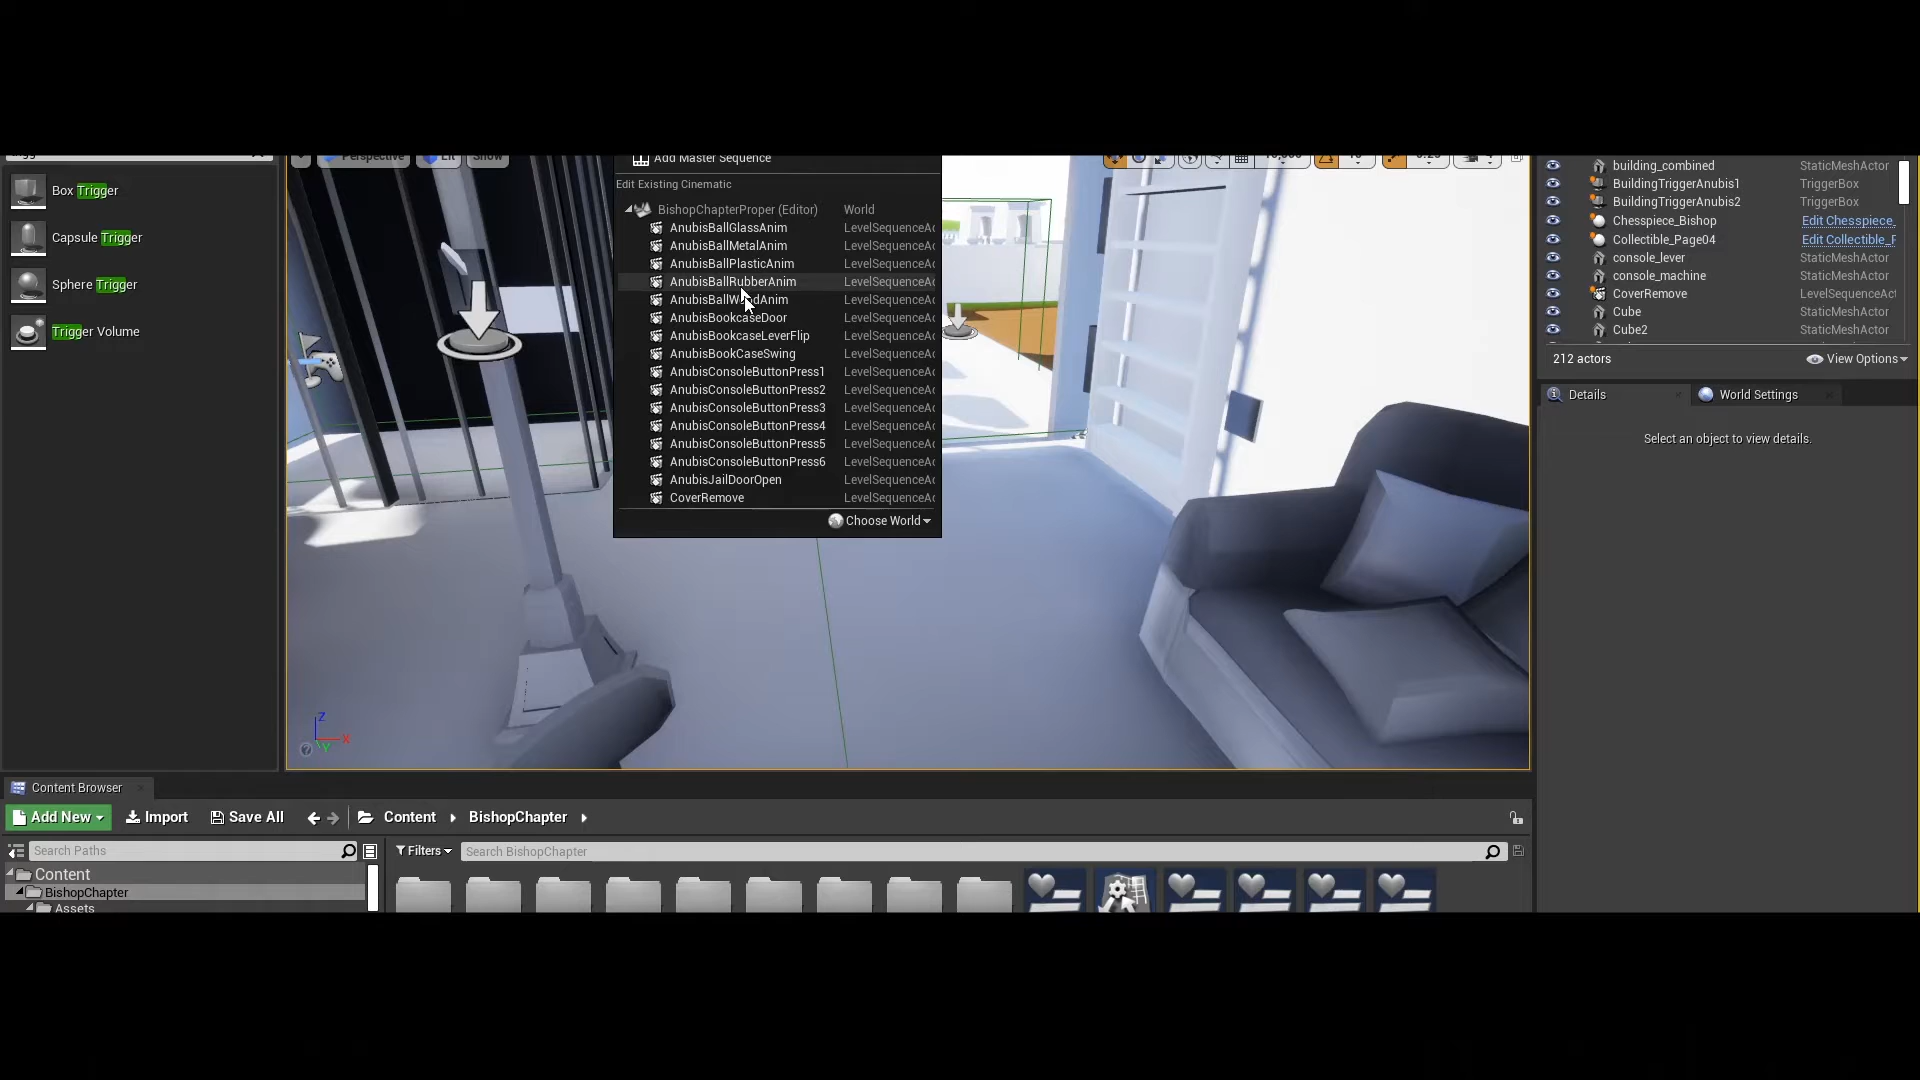 Perspective Lit Show
Add Master Sequence
Edit Existing Cinematic
BishopChapterProper (Editor) World
AnubisBallGlassAnim LevelSequenceAc
AnubisBallMetalAnim LevelSequenceAc
AnubisBallPlasticAnim LevelSequenceAc
AnubisBallRubberAnim LevelSequenceAc
AnubisBallW dAnim LevelSequenceAc
AnubisBookcaseDoor LevelSequenceAc
AnubisBookcaseLeverFlip LevelSequenceAc
AnubisBookCaseSwing LevelSequenceAc
AnubisConsoleButtonPress1 LevelSequenceAc
AnubisConsoleButtonPress2 LevelSequenceAc
AnubisConsoleButtonPress3 LevelSequenceAc
AnubisConsoleButtonPress4 LevelSequenceAc
AnubisConsoleButtonPress5 LevelSequenceAc
AnubisConsoleButtonPress6 LevelSequenceAc
AnubisJailDoorOpen LevelSequenceAc
CoverRemove LevelSequenceAc
Choose World
Box Trigger
Capsule Trigger
Sphere Trigger
Trigger Volume
Z
X
Y
building_combined StaticMeshActor
BuildingTriggerAnubis1 TriggerBox
BuildingTriggerAnubis2 TriggerBox
Chesspiece_Bishop Edit Chesspiece_
Collectible_Page04 Edit Collectible_P
console_lever StaticMeshActor
console_machine StaticMeshActor
CoverRemove LevelSequenceAct
Cube StaticMeshActor
Cube2 StaticMeshActor
212 actors View Options
Details World Settings
Select an object to view details.
Content Browser
Add New Import Save All Content BishopChapter
Search Paths Filters Search BishopChapter
Content
BishopChapter
Assets